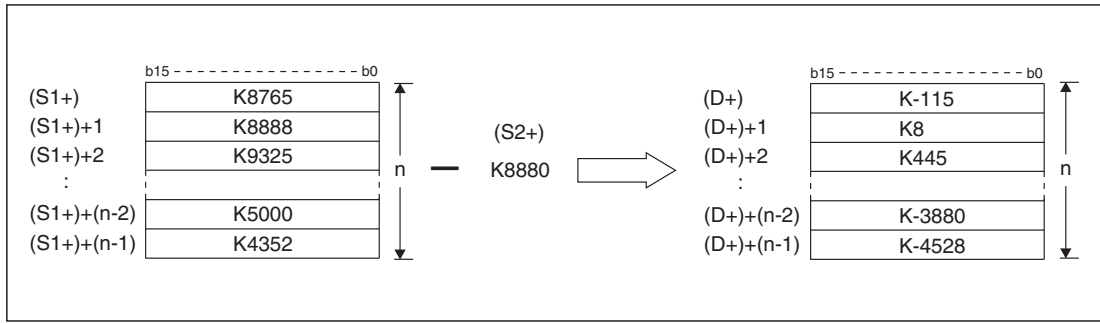 b15 b0 b15 b0
(S1+) K8765 (D+) K-115
(S1+)+1 K8888 (S2+) (D+)+1 K8
(S1+)+2 K9325 n — K8880 (D+)+2 K445 n
: :
(S1+)+(n-2) K5000 (D+)+(n-2) K-3880
(S1+)+(n-1) K4352 (D+)+(n-1) K-4528